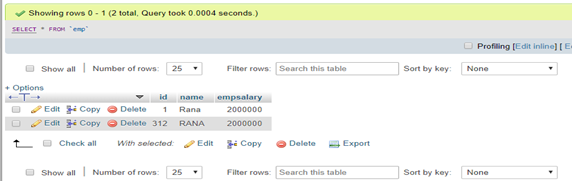 Showing rows 0 - 1 (2 total, Query took 0.0004 seconds.)
SELECT * FROM `emp`
Profiling [Edit inline] [ E
Show all | Number of rows: 25 Filter rows: Search this table Sort by key: None
+ Options
←T→ id name empsalary
Edit Copy Delete 1 Rana 2000000
Edit Copy Delete 312 RANA 2000000
Check all With selected: Edit Copy Delete Export
Show all | Number of rows: 25 Filter rows: Search this table Sort by key: None